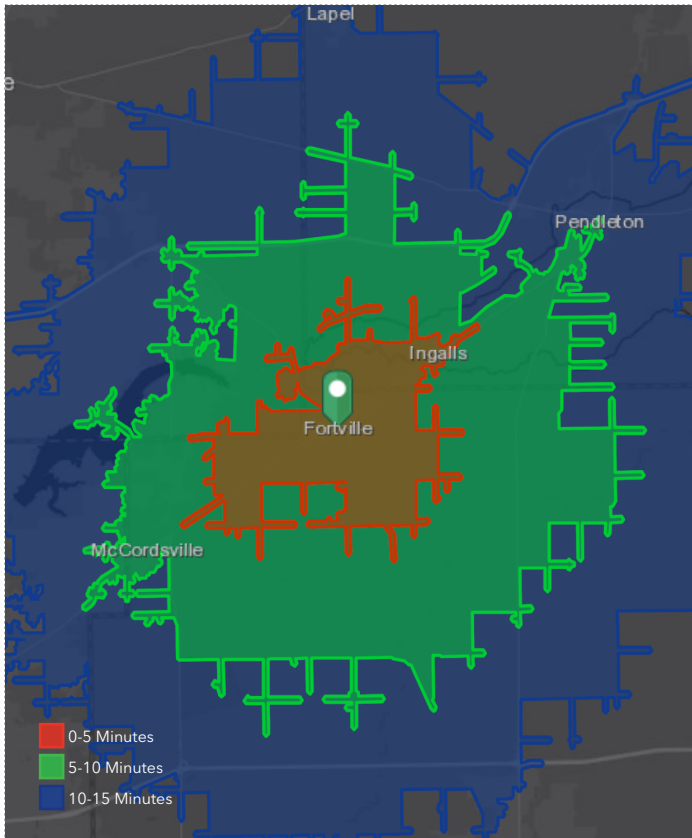 Lapel
e
Pendleton
Ingalls
Fortville
McCordsville
0-5 Minutes
5-10 Minutes
10-15 Minutes